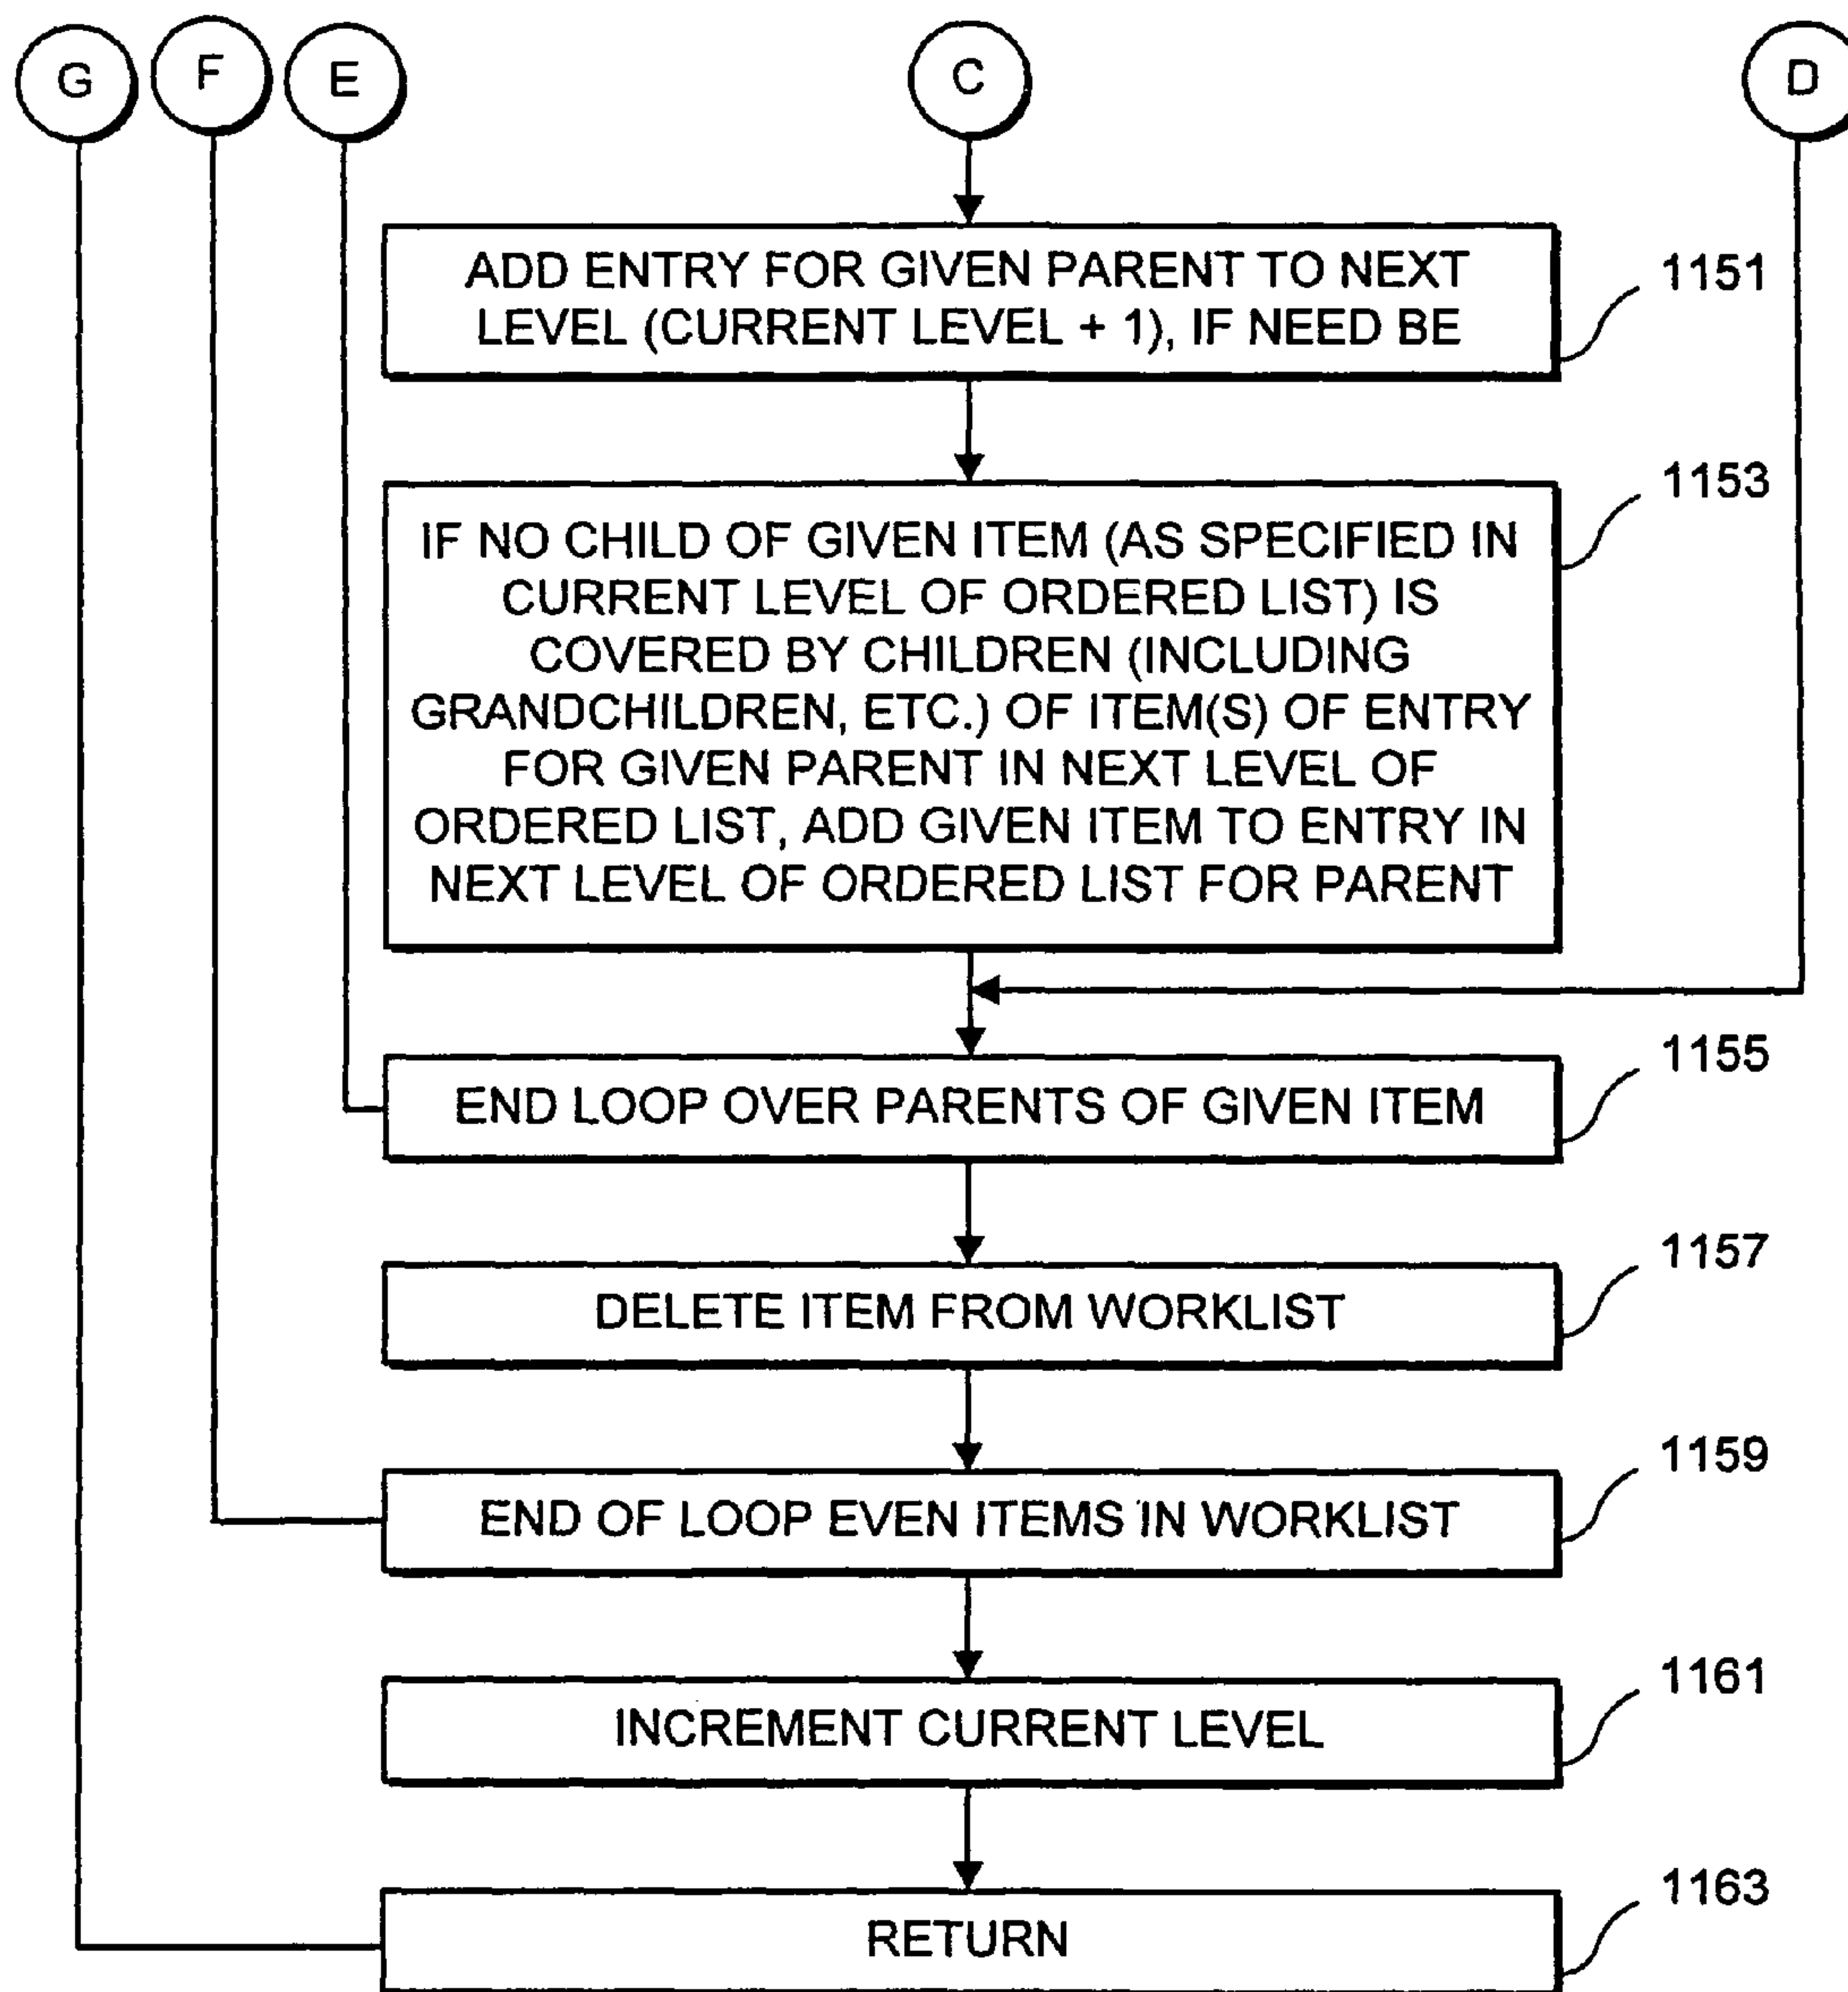 G F E C D
ADD ENTRY FOR GIVEN PARENT TO NEXT
LEVEL (CURRENT LEVEL + 1), IF NEED BE
1151
IF NO CHILD OF GIVEN ITEM (AS SPECIFIED IN
CURRENT LEVEL OF ORDERED LIST) IS
COVERED BY CHILDREN (INCLUDING
GRANDCHILDREN, ETC.) OF ITEM(S) OF ENTRY
FOR GIVEN PARENT IN NEXT LEVEL OF
ORDERED LIST, ADD GIVEN ITEM TO ENTRY IN
NEXT LEVEL OF ORDERED LIST FOR PARENT
1153
END LOOP OVER PARENTS OF GIVEN ITEM
1155
DELETE ITEM FROM WORKLIST
1157
END OF LOOP EVEN ITEMS IN WORKLIST
1159
INCREMENT CURRENT LEVEL
1161
RETURN
1163